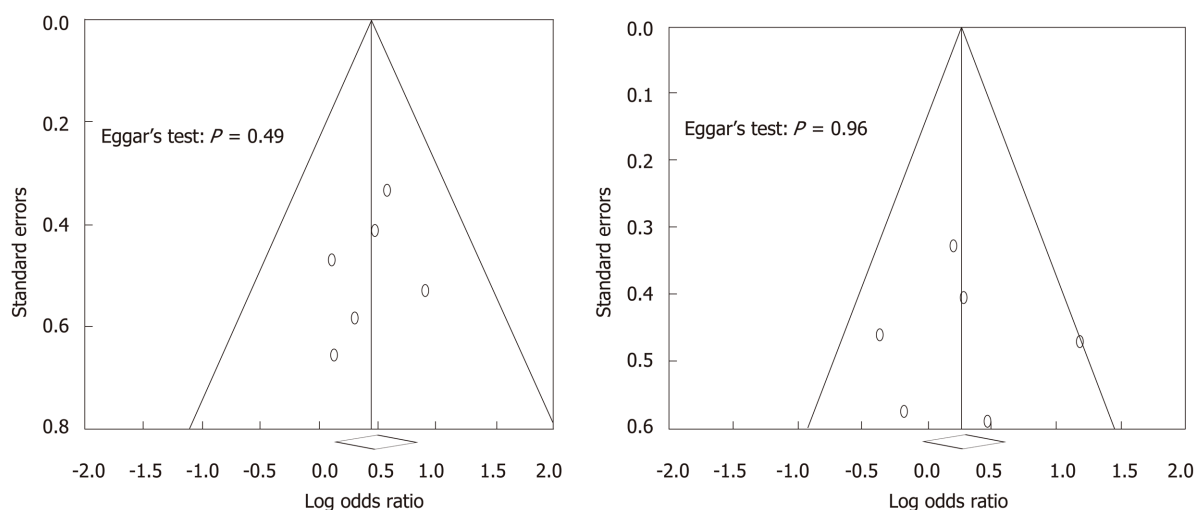 0.0
0.2
0.4
0.6
0.8
Standard errors
Eggar's test: P = 0.49
-2.0 -1.5 -1.0 -0.5 0.0 0.5 1.0 1.5 2.0
Log odds ratio
0.0
0.1
0.2
0.3
0.4
0.5
0.6
Standard errors
Eggar's test: P = 0.96
-2.0 -1.5 -1.0 -0.5 0.0 0.5 1.0 1.5 2.0
Log odds ratio